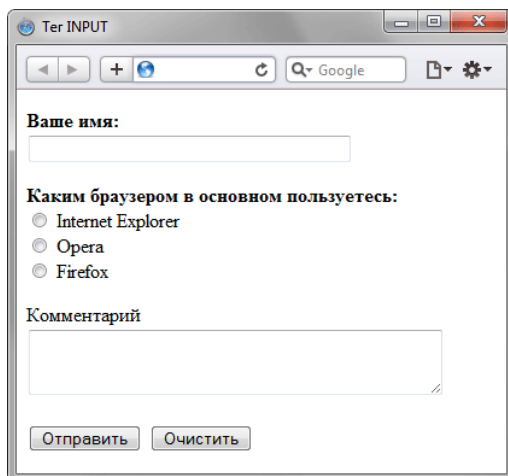 Тег INPUT
Google
Ваше имя:
Каким браузером в основном пользуетесь:
Internet Explorer
Opera
Firefox
Комментарий
Отправить Очистить